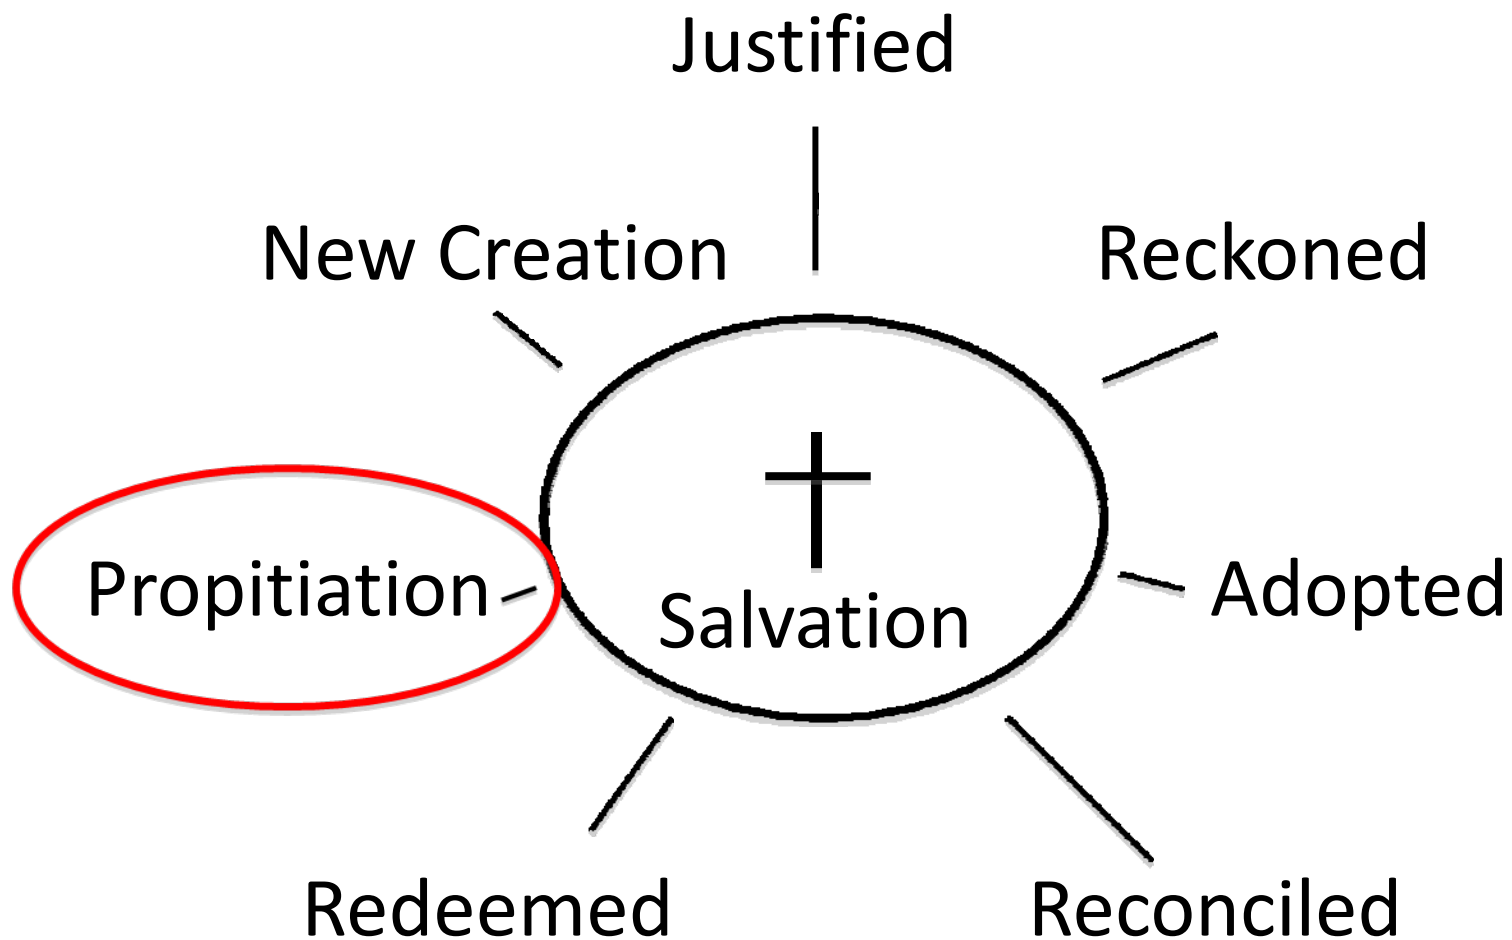 Justified
New Creation
Reckoned
Propitiation
Salvation
Adopted
Redeemed
Reconciled